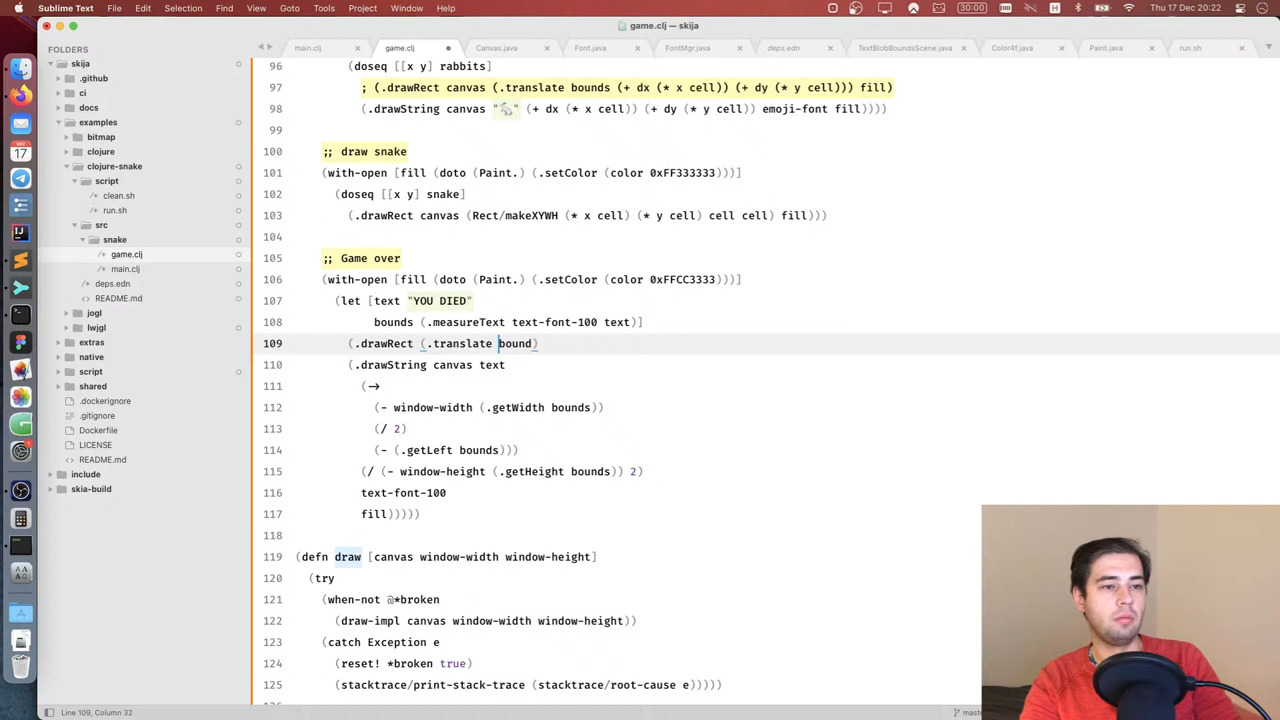 Sublime Text File Edit Selection Find View Goto Tools Project Window Help 30:00 Thu 17 Dec 20:22
game.clj — skija
FOLDERS
skija
.github
ci
docs
examples
bitmap
clojure
clojure-snake
script
clean.sh
run.sh
src
snake
game.clj
main.clj
deps.edn
README.md
jogl
lwjgl
extras
native
script
shared
.dockerignore
.gitignore
Dockerfile
LICENSE
README.md
include
skia-build
main.clj game.clj Canvas.java Font.java FontMgr.java deps.edn TextBlobBoundsScene.java Color4f.java Paint.java run.sh
96 (doseq [[x y] rabbits]
97 ; (.drawRect canvas (.translate bounds (+ dx (* x cell)) (+ dy (* y cell))) fill)
98 (.drawString canvas "🐇" (+ dx (* x cell)) (+ dy (* y cell)) emoji-font fill))))
99
100 ;; draw snake
101 (with-open [fill (doto (Paint.) (.setColor (color 0xFF333333)))]
102 (doseq [[x y] snake]
103 (.drawRect canvas (Rect/makeXYWH (* x cell) (* y cell) cell cell) fill)))
104
105 ;; Game over
106 (with-open [fill (doto (Paint.) (.setColor (color 0xFFCC3333)))]
107 (let [text "YOU DIED"
108 bounds (.measureText text-font-100 text)]
109 (.drawRect (.translate bound)
110 (.drawString canvas text
111 (->
112 (- window-width (.getWidth bounds))
113 (/ 2)
114 (- (.getLeft bounds)))
115 (/ (- window-height (.getHeight bounds)) 2)
116 text-font-100
117 fill)))))
118
119 (defn draw [canvas window-width window-height]
120 (try
121 (when-not @*broken
122 (draw-impl canvas window-width window-height))
123 (catch Exception e
124 (reset! *broken true)
125 (stacktrace/print-stack-trace (stacktrace/root-cause e)))))
Line 109, Column 32